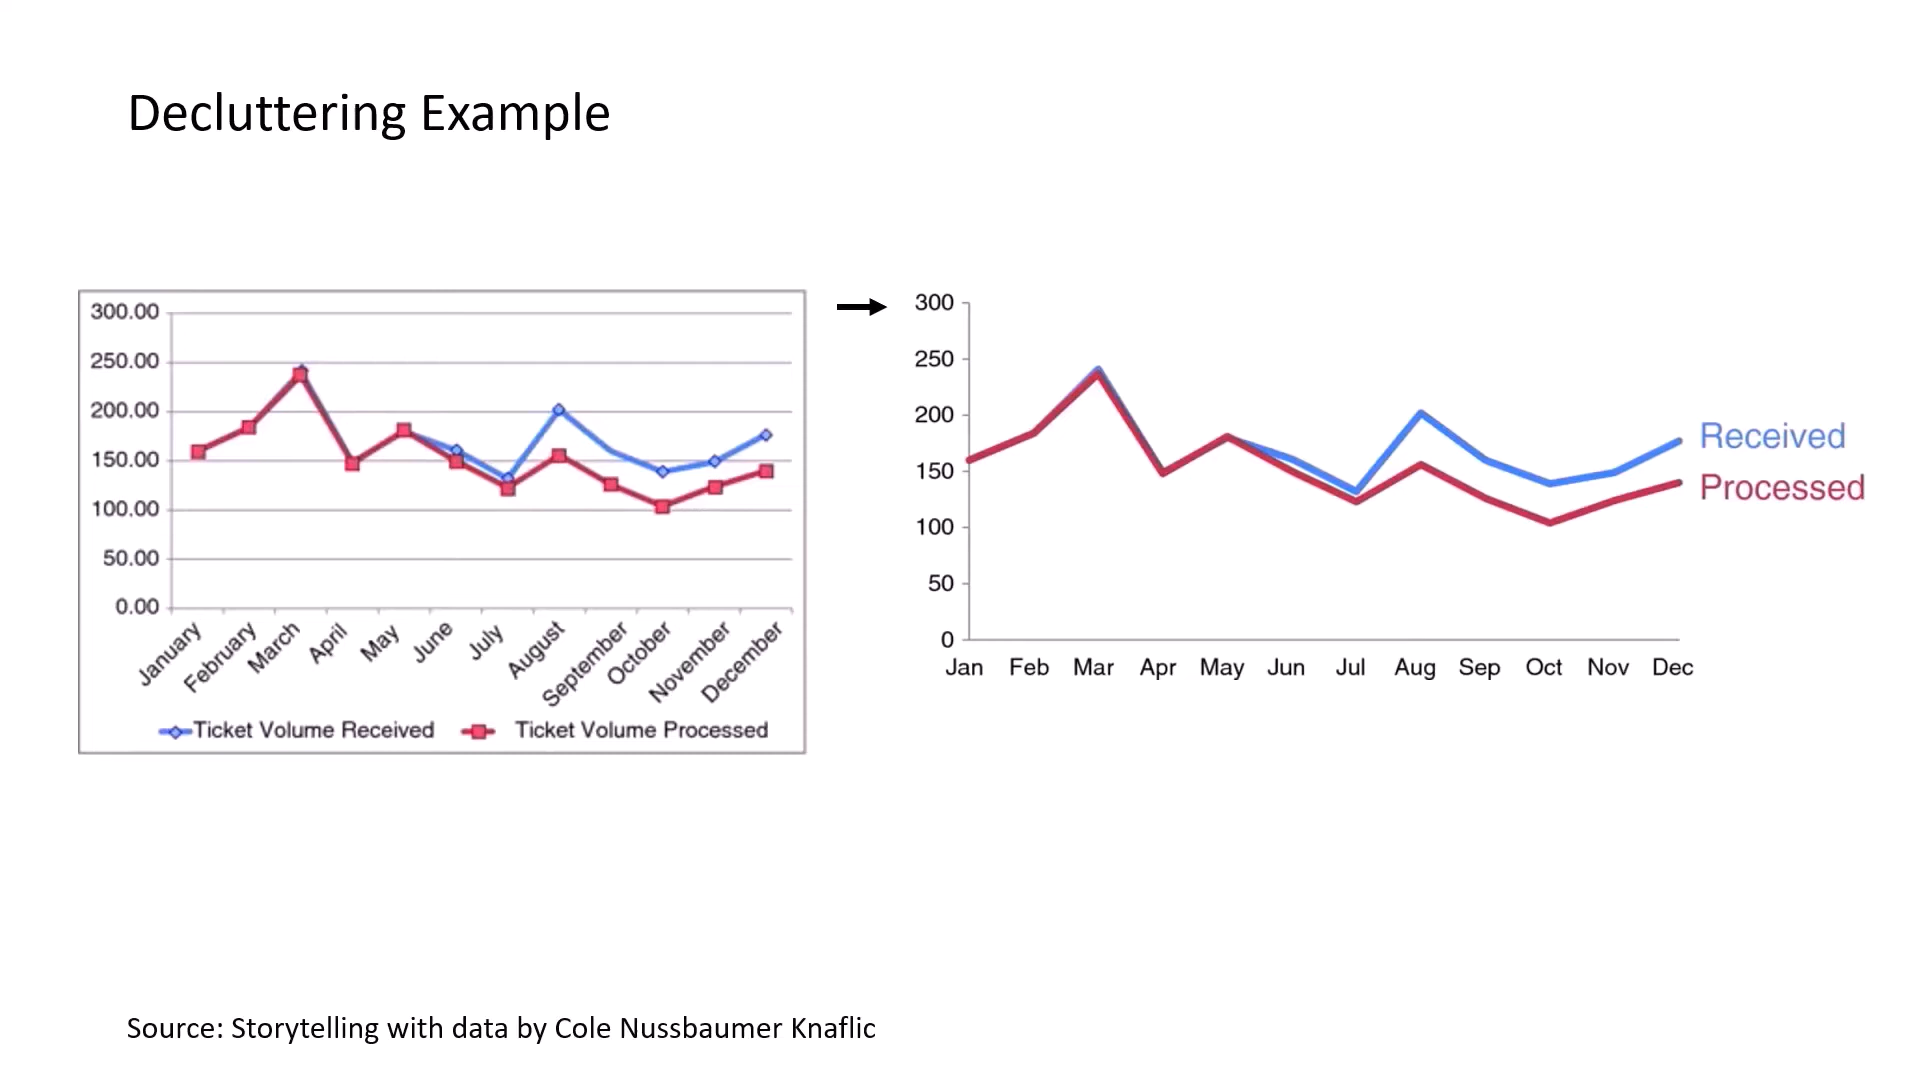 Decluttering Example
300.00
250.00
200.00
150.00
100.00
50.00
0.00
January February March April May June July August September October November December
Ticket Volume Received Ticket Volume Processed
300
250
200
150
100
50
0
Jan Feb Mar Apr May Jun Jul Aug Sep Oct Nov Dec
Received
Processed
Source: Storytelling with data by Cole Nussbaumer Knaflic